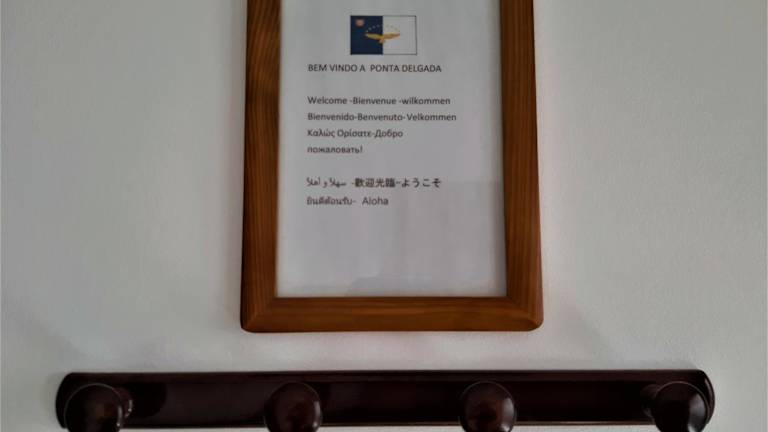 BEM VINDO A PONTA DELGADA
Welcome -Bienvenue -wilkommen
Bienvenido-Benvenuto- Velkommen
Καλώς Ορίσατε-Добро
пожаловать!
سهلا و أهلا -歡迎光臨-ようこそ
ยินดีต้อนรับ- Aloha